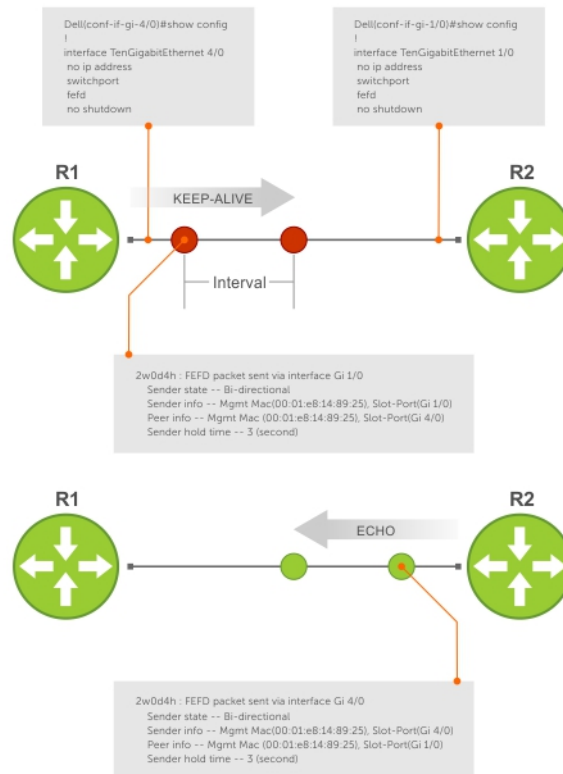 Dell(conf-if-gi-4/0)#show config
!
interface TenGigabitEthernet 4/0
no ip address
switchport
fefd
no shutdown
Dell(conf-if-gi-1/0)#show config
!
interface TenGigabitEthernet 1/0
no ip address
switchport
fefd
no shutdown
R1
R2
KEEP-ALIVE
Interval
2w0d4h : FEFD packet sent via interface Gi 1/0
Sender state -- Bi-directional
Sender info -- Mgmt Mac(00:01:e8:14:89:25), Slot-Port(Gi 1/0)
Peer info -- Mgmt Mac (00:01:e8:14:89:25), Slot-Port(Gi 4/0)
Sender hold time -- 3 (second)
R1
R2
ECHO
2w0d4h : FEFD packet sent via interface Gi 4/0
Sender state -- Bi-directional
Sender info -- Mgmt Mac(00:01:e8:14:89:25), Slot-Port(Gi 4/0)
Peer info -- Mgmt Mac (00:01:e8:14:89:25), Slot-Port(Gi 1/0)
Sender hold time -- 3 (second)